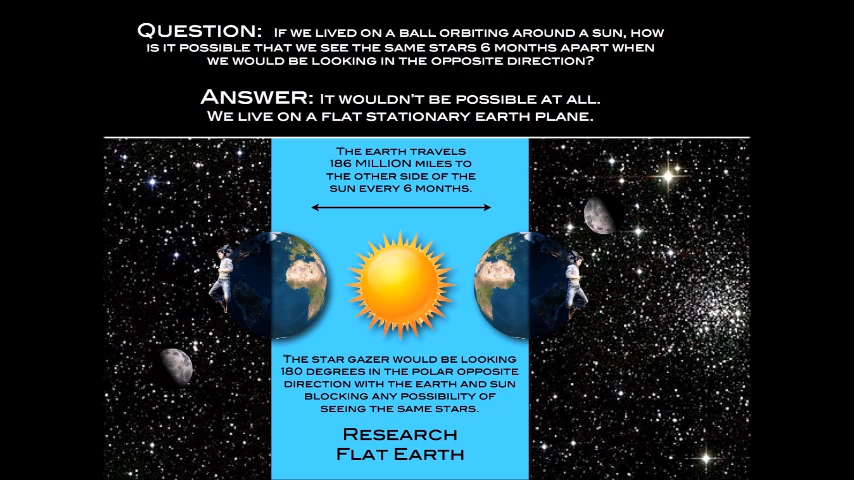 QUESTION: IF WE LIVED ON A BALL ORBITING AROUND A SUN, HOW
IS IT POSSIBLE THAT WE SEE THE SAME STARS 6 MONTHS APART WHEN
WE WOULD BE LOOKING IN THE OPPOSITE DIRECTION?
ANSWER: IT WOULDN'T BE POSSIBLE AT ALL.
WE LIVE ON A FLAT STATIONARY EARTH PLANE.
THE EARTH TRAVELS
186 MILLION MILES TO
THE OTHER SIDE OF THE
SUN EVERY 6 MONTHS.
THE STAR GAZER WOULD BE LOOKING
180 DEGREES IN THE POLAR OPPOSITE
DIRECTION WITH THE EARTH AND SUN
BLOCKING ANY POSSIBILITY OF
SEEING THE SAME STARS.
RESEARCH
FLAT EARTH